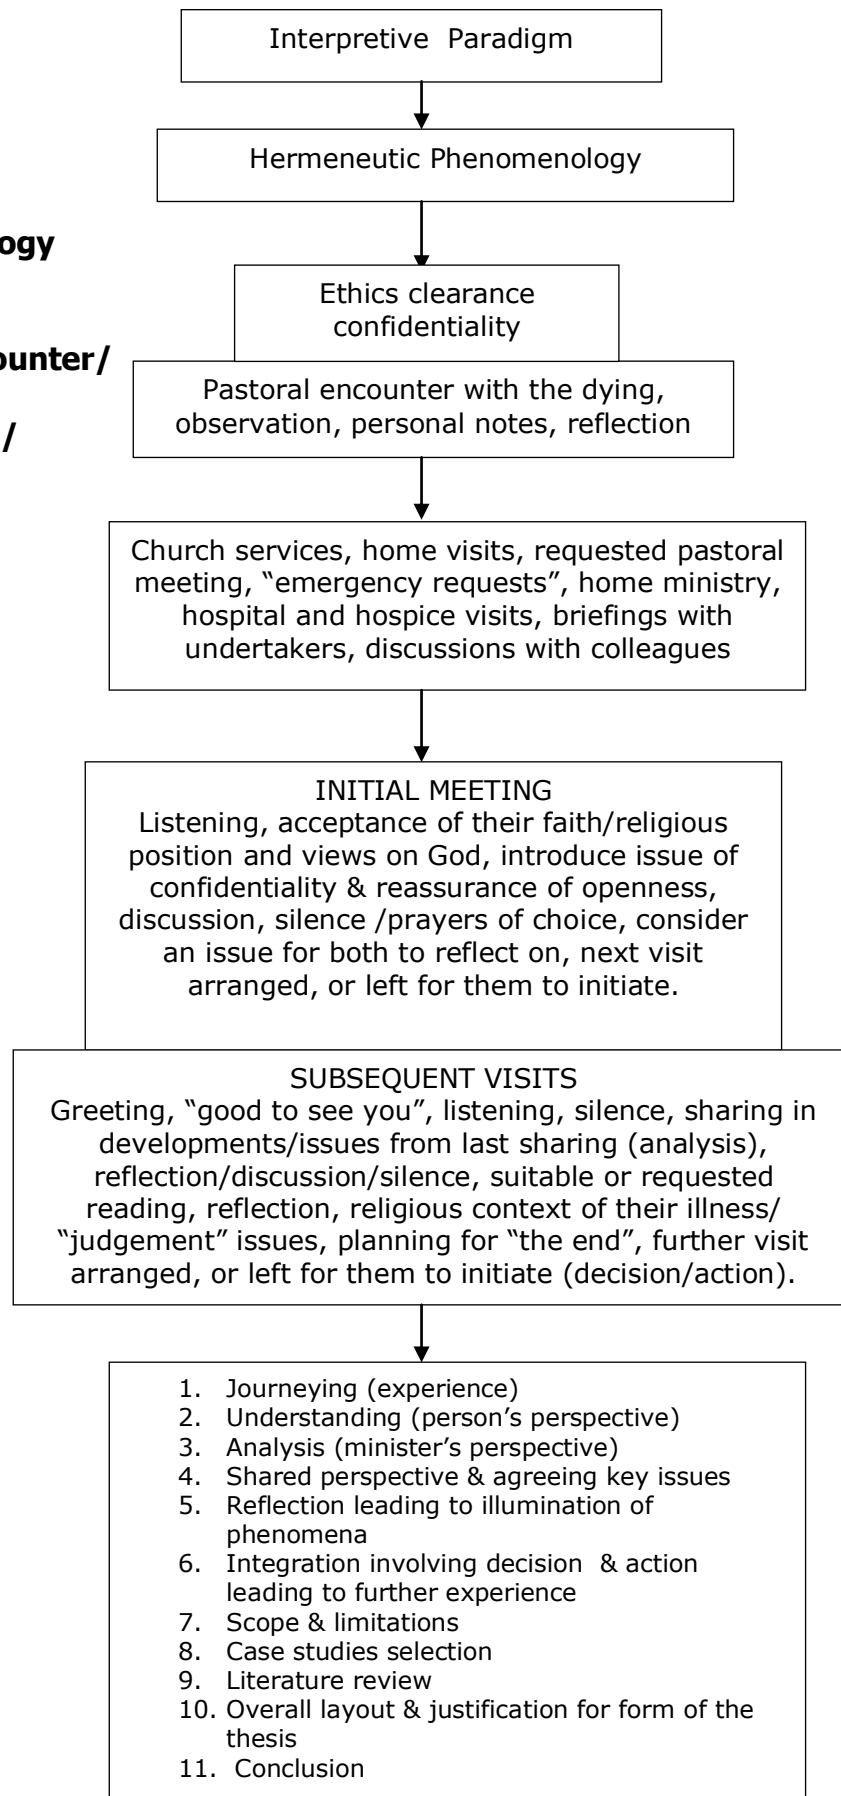 Interpretive Paradigm
Hermeneutic Phenomenology
ogy
Ethics clearance
confidentiality
ounter/
Pastoral encounter with the dying,
observation, personal notes, reflection
/
Church services, home visits, requested pastoral
meeting, “emergency requests”, home ministry,
hospital and hospice visits, briefings with
undertakers, discussions with colleagues
INITIAL MEETING
Listening, acceptance of their faith/religious
position and views on God, introduce issue of
confidentiality & reassurance of openness,
discussion, silence /prayers of choice, consider
an issue for both to reflect on, next visit
arranged, or left for them to initiate.
SUBSEQUENT VISITS
Greeting, “good to see you”, listening, silence, sharing in
developments/issues from last sharing (analysis),
reflection/discussion/silence, suitable or requested
reading, reflection, religious context of their illness/
“judgement” issues, planning for “the end”, further visit
arranged, or left for them to initiate (decision/action).
1. Journeying (experience)
2. Understanding (person’s perspective)
3. Analysis (minister’s perspective)
4. Shared perspective & agreeing key issues
5. Reflection leading to illumination of
phenomena
6. Integration involving decision & action
leading to further experience
7. Scope & limitations
8. Case studies selection
9. Literature review
10. Overall layout & justification for form of the
thesis
11. Conclusion